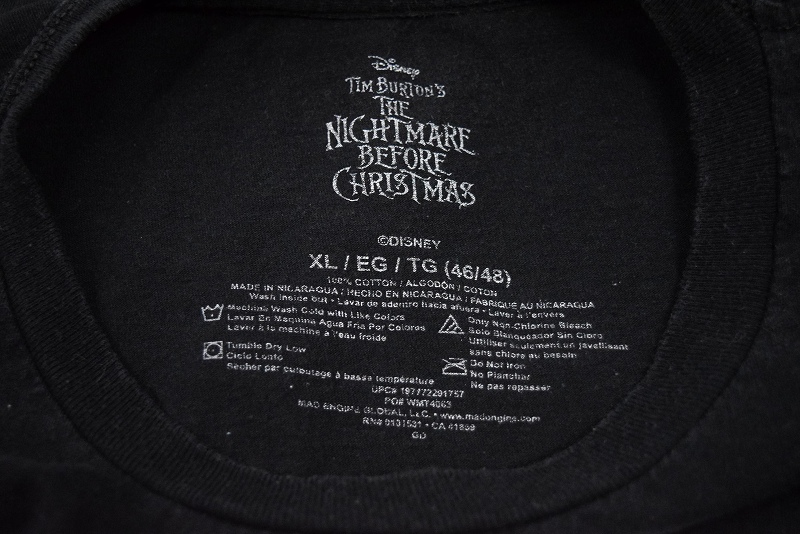 Disney
TIM BURTON'S
THE
NIGHTMARE
BEFORE
CHRISTMAS
©DISNEY
XL / EG / TG (46/48)
100% COTTON / ALGODÓN / COTON
MADE IN NICARAGUA / HECHO EN NICARAGUA / FABRIQUE AU NICARAGUA
Wash Inside Out • Lavar de adentro hacia afuera • Laver à l'envers
Machine Wash Cold with Like Colors
Lavar En Maquina Agua Fria Por Colores
Laver à la machine à l'eau froide
Only Non-Chlorine Bleach
Solo Blanqueador Sin Cloro
Utiliser seulement un javellisant
sans chlore au besoin
Tumble Dry Low
Ciclo Lento
Sécher par culbutage à basse température
Do Not Iron
No Planchar
Ne pas repasser
UPC# 197772291757
PO# WMT4063
MAD ENGINE GLOBAL, LLC. • www.madengine.com
RN# 0101531 • CA 41859
GD